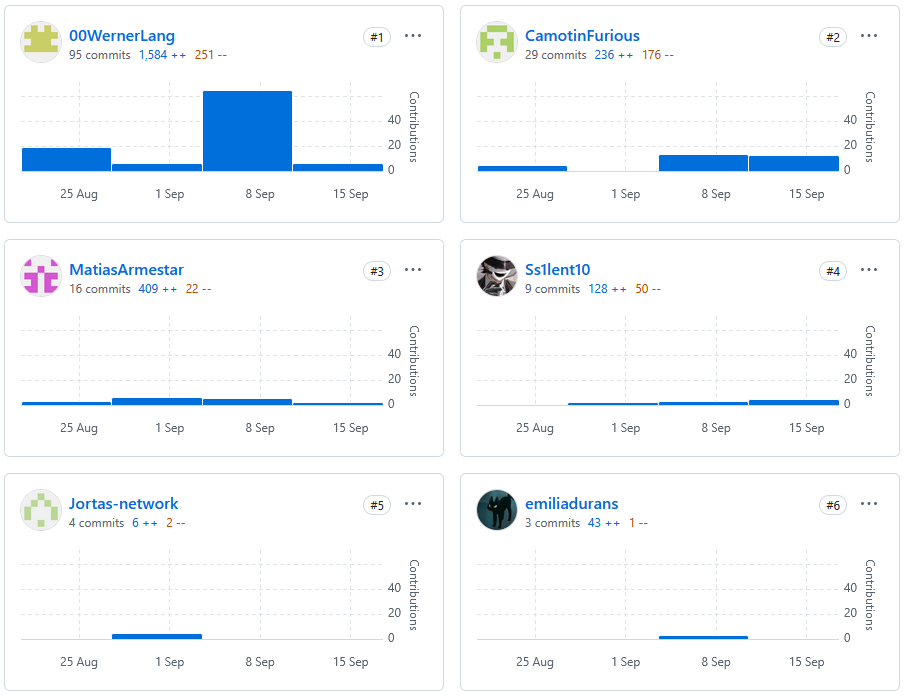 00WernerLang
#1
95 commits 1,584 ++ 251 --
Contributions
40
20
0
25 Aug 1 Sep 8 Sep 15 Sep
CamotinFurious
#2
29 commits 236 ++ 176 --
Contributions
40
20
0
25 Aug 1 Sep 8 Sep 15 Sep
MatiasArmestar
#3
16 commits 409 ++ 22 --
Contributions
40
20
0
25 Aug 1 Sep 8 Sep 15 Sep
Ss1lent10
#4
9 commits 128 ++ 50 --
Contributions
40
20
0
25 Aug 1 Sep 8 Sep 15 Sep
Jortas-network
#5
4 commits 6 ++ 2 --
Contributions
40
20
0
25 Aug 1 Sep 8 Sep 15 Sep
emiliadurans
#6
3 commits 43 ++ 1 --
Contributions
40
20
0
25 Aug 1 Sep 8 Sep 15 Sep